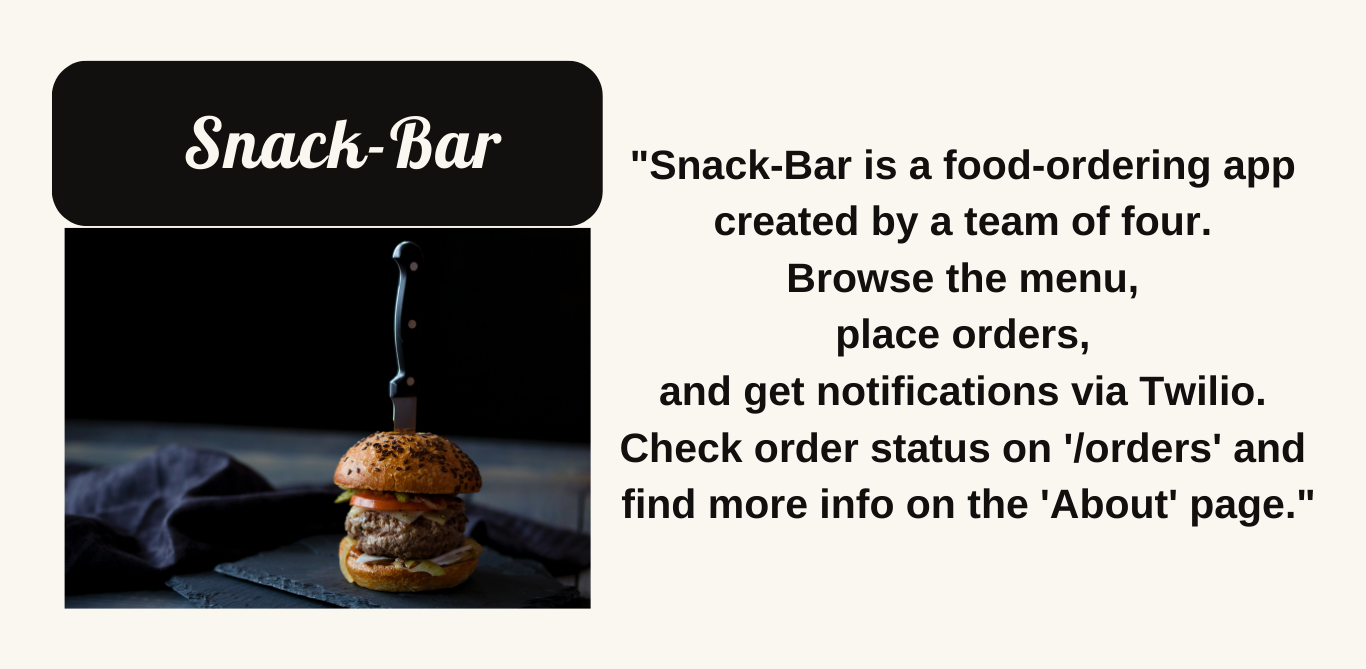 Snack-Bar
"Snack-Bar is a food-ordering app
created by a team of four.
Browse the menu,
place orders,
and get notifications via Twilio.
Check order status on '/orders' and
find more info on the 'About' page."